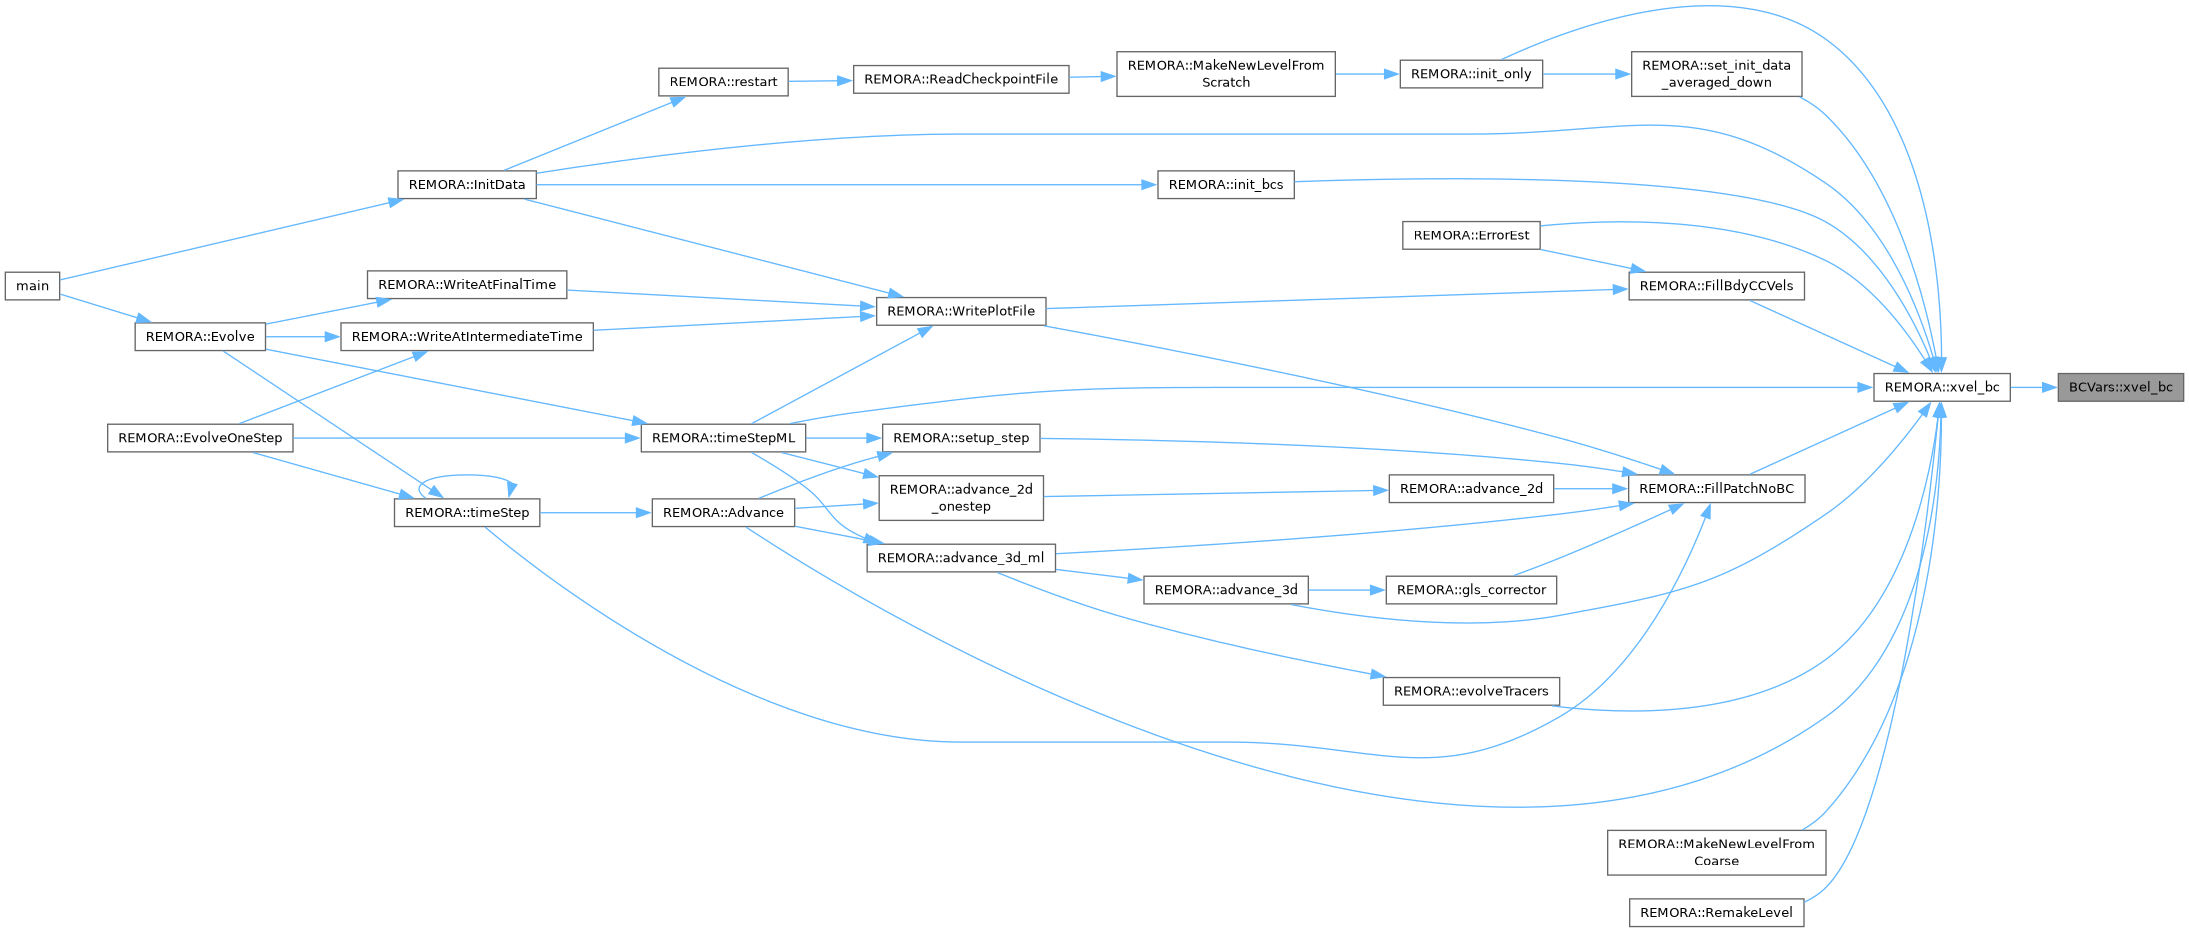 REMORA::MakeNewLevelFrom
Scratch
REMORA::set_init_data
_averaged_down
REMORA::restart
REMORA::ReadCheckpointFile
REMORA::init_only
REMORA::InitData
REMORA::init_bcs
REMORA::ErrorEst
main
REMORA::WriteAtFinalTime
REMORA::FillBdyCCVels
REMORA::WritePlotFile
REMORA::Evolve
REMORA::WriteAtIntermediateTime
REMORA::xvel_bc
BCVars::xvel_bc
REMORA::EvolveOneStep
REMORA::timeStepML
REMORA::setup_step
REMORA::advance_2d
_onestep
REMORA::advance_2d
REMORA::FillPatchNoBC
REMORA::timeStep
REMORA::Advance
REMORA::advance_3d_ml
REMORA::advance_3d
REMORA::gls_corrector
REMORA::evolveTracers
REMORA::MakeNewLevelFrom
Coarse
REMORA::RemakeLevel